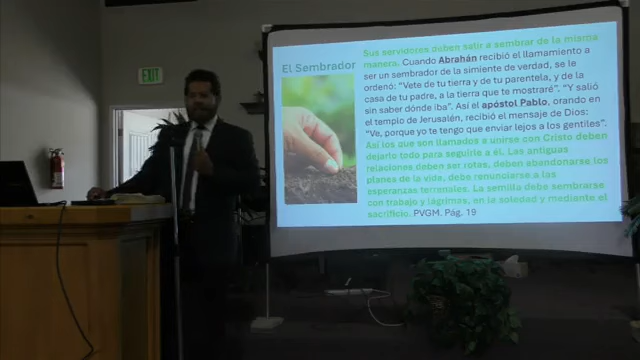 EXIT
El Sembrador
Sus servidores deben salir a sembrar de la misma
manera. Cuando Abrahán recibió el llamamiento a
ser un sembrador de la simiente de verdad, se le
ordenó: “Vete de tu tierra y de tu parentela, y de la
casa de tu padre, a la tierra que te mostraré”. “Y salió
sin saber dónde iba”. Así el apóstol Pablo, orando en
el templo de Jerusalén, recibió el mensaje de Dios:
“Ve, porque yo te tengo que enviar lejos a los gentiles”.
Así los que son llamados a unirse con Cristo deben
dejarlo todo para seguirle a él. Las antiguas
relaciones deben ser rotas, deben abandonarse los
planes de la vida, debe renunciarse a las
esperanzas terrenales. La semilla debe sembrarse
con trabajo y lágrimas, en la soledad y mediante el
sacrificio. PVGM. Pág. 19